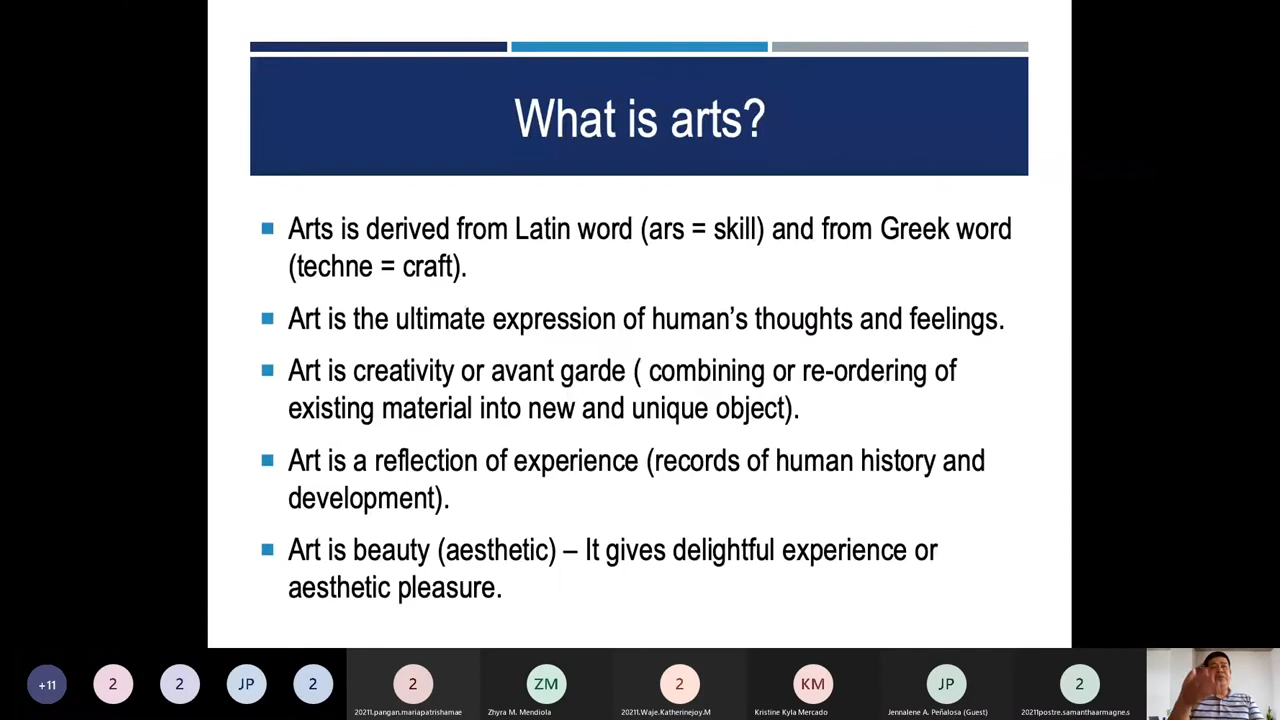 What is arts?
Arts is derived from Latin word (ars = skill) and from Greek word
(techne = craft).
Art is the ultimate expression of human's thoughts and feelings.
Art is creativity or avant garde ( combining or re-ordering of
existing material into new and unique object).
Art is a reflection of experience (records of human history and
development).
Art is beauty (aesthetic) – It gives delightful experience or
aesthetic pleasure.
+11
2
2
JP
2
2
ZM
2
KM
JP
2
20211.pangan.mariapatrishamae
Zhyra M. Mendiola
20211.Waje.Katherinejoy.M
Kristine Kyla Mercado
Jennalene A. Peñalosa (Guest)
20211postre.samanthaarmagne.s